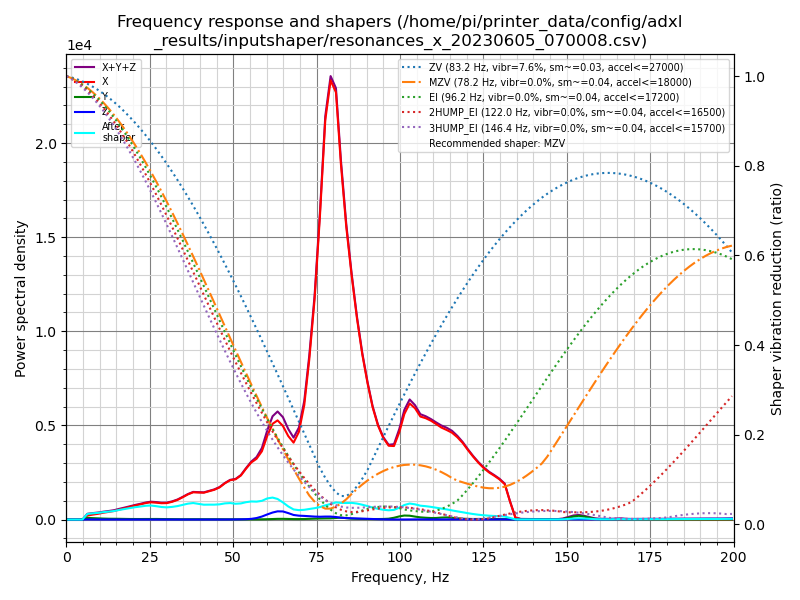 Frequency response and shapers (/home/pi/printer_data/config/adxl
_results/inputshaper/resonances_x_20230605_070008.csv)
1e4
X+Y+Z
X
Y
Z
After
shaper
ZV (83.2 Hz, vibr=7.6%, sm~=0.03, accel<=27000)
MZV (78.2 Hz, vibr=0.0%, sm~=0.04, accel<=18000)
EI (96.2 Hz, vibr=0.0%, sm~=0.04, accel<=17200)
2HUMP_EI (122.0 Hz, vibr=0.0%, sm~=0.04, accel<=16500)
3HUMP_EI (146.4 Hz, vibr=0.0%, sm~=0.04, accel<=15700)
Recommended shaper: MZV
2.0
1.5
1.0
0.5
0.0
Power spectral density
1.0
0.8
0.6
0.4
0.2
0.0
Shaper vibration reduction (ratio)
0 25 50 75 100 125 150 175 200
Frequency, Hz